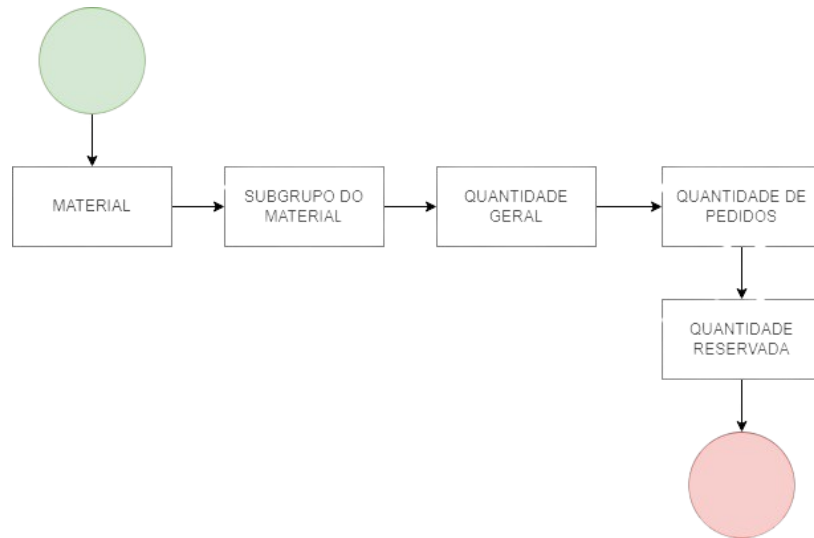 MATERIAL
SUBGRUPO DO
MATERIAL
QUANTIDADE
GERAL
QUANTIDADE DE
PEDIDOS
QUANTIDADE
RESERVADA